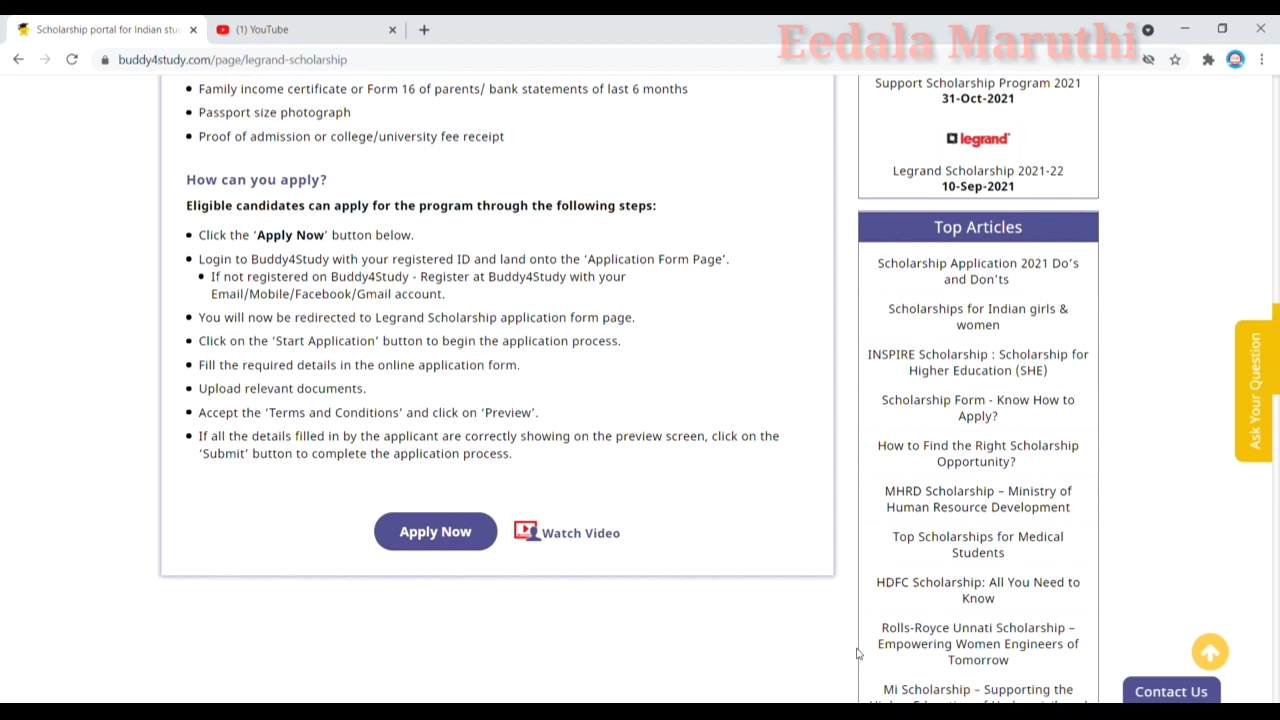 Scholarship portal for Indian stu
(1) YouTube
Eedala Maruthi
buddy4study.com/page/legrand-scholarship
Family income certificate or Form 16 of parents/ bank statements of last 6 months
Passport size photograph
Proof of admission or college/university fee receipt
How can you apply?
Eligible candidates can apply for the program through the following steps:
Click the ‘Apply Now’ button below.
Login to Buddy4Study with your registered ID and land onto the ‘Application Form Page’.
If not registered on Buddy4Study - Register at Buddy4Study with your
Email/Mobile/Facebook/Gmail account.
You will now be redirected to Legrand Scholarship application form page.
Click on the ‘Start Application’ button to begin the application process.
Fill the required details in the online application form.
Upload relevant documents.
Accept the ‘Terms and Conditions’ and click on ‘Preview’.
If all the details filled in by the applicant are correctly showing on the preview screen, click on the
‘Submit’ button to complete the application process.
Apply Now
Watch Video
Support Scholarship Program 2021
31-Oct-2021
legrand
Legrand Scholarship 2021-22
10-Sep-2021
Top Articles
Scholarship Application 2021 Do’s
and Don’ts
Scholarships for Indian girls &
women
INSPIRE Scholarship : Scholarship for
Higher Education (SHE)
Scholarship Form - Know How to
Apply?
How to Find the Right Scholarship
Opportunity?
MHRD Scholarship – Ministry of
Human Resource Development
Top Scholarships for Medical
Students
HDFC Scholarship: All You Need to
Know
Rolls-Royce Unnati Scholarship –
Empowering Women Engineers of
Tomorrow
Mi Scholarship – Supporting the
Ask Your Question
Contact Us